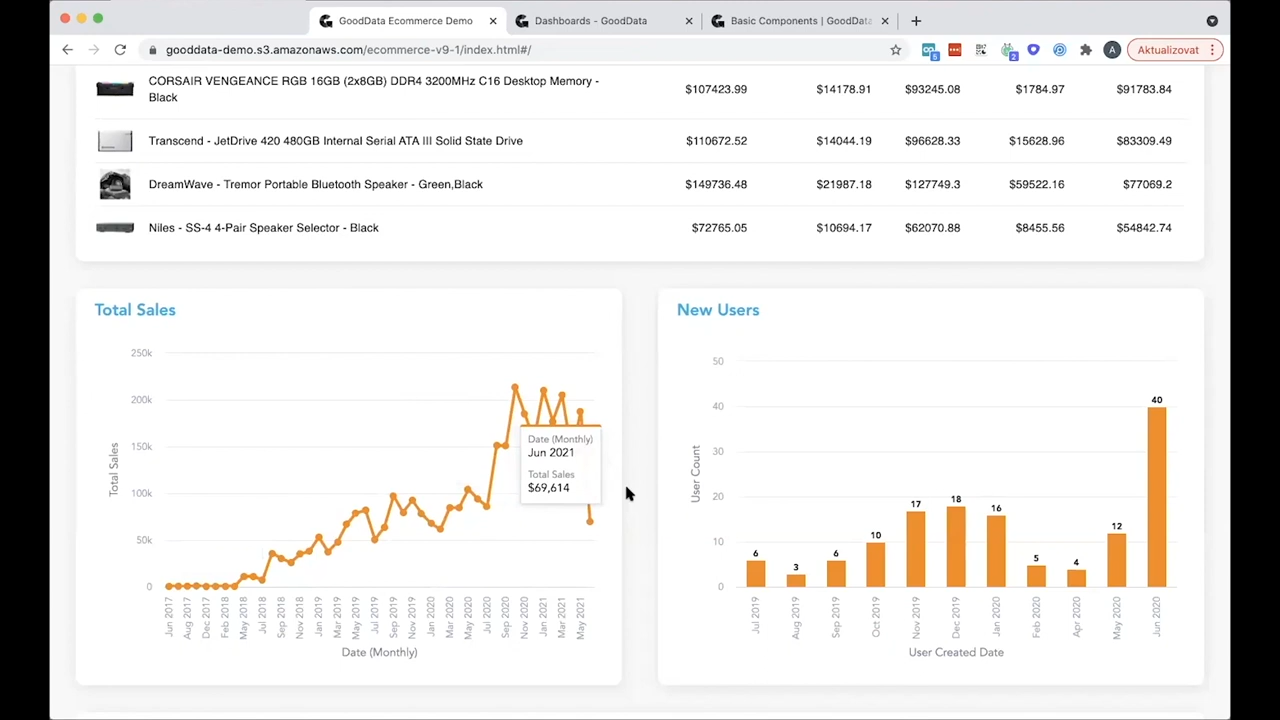 GoodData Ecommerce Demo
Dashboards - GoodData
Basic Components | GoodData
gooddata-demo.s3.amazonaws.com/ecommerce-v9-1/index.html#/
5
2
A
Aktualizovat
CORSAIR VENGEANCE RGB 16GB (2x8GB) DDR4 3200MHz C16 Desktop Memory -
Black
$107423.99 $14178.91 $93245.08 $1784.97 $91783.84
Transcend - JetDrive 420 480GB Internal Serial ATA III Solid State Drive $110672.52 $14044.19 $96628.33 $15628.96 $83309.49
DreamWave - Tremor Portable Bluetooth Speaker - Green,Black $149736.48 $21987.18 $127749.3 $59522.16 $77069.2
Niles - SS-4 4-Pair Speaker Selector - Black $72765.05 $10694.17 $62070.88 $8455.56 $54842.74
Total Sales
250k
200k
150k
100k
50k
0
Total Sales
Date (Monthly)
Jun 2021
Total Sales
$69,614
Jun 2017 Aug 2017 Dec 2017 Feb 2018 May 2018 Jul 2018 Sep 2018 Nov 2018 Jan 2019 Mar 2019 May 2019 Jul 2019 Sep 2019 Nov 2019 Jan 2020 Mar 2020 May 2020 Jul 2020 Sep 2020 Nov 2020 Jan 2021 Mar 2021 May 2021
Date (Monthly)
New Users
50
40
30
20
10
0
User Count
6 3 6 10 17 18 16 5 4 12 40
Jul 2019 Aug 2019 Sep 2019 Oct 2019 Nov 2019 Dec 2019 Jan 2020 Feb 2020 Apr 2020 May 2020 Jun 2020
User Created Date